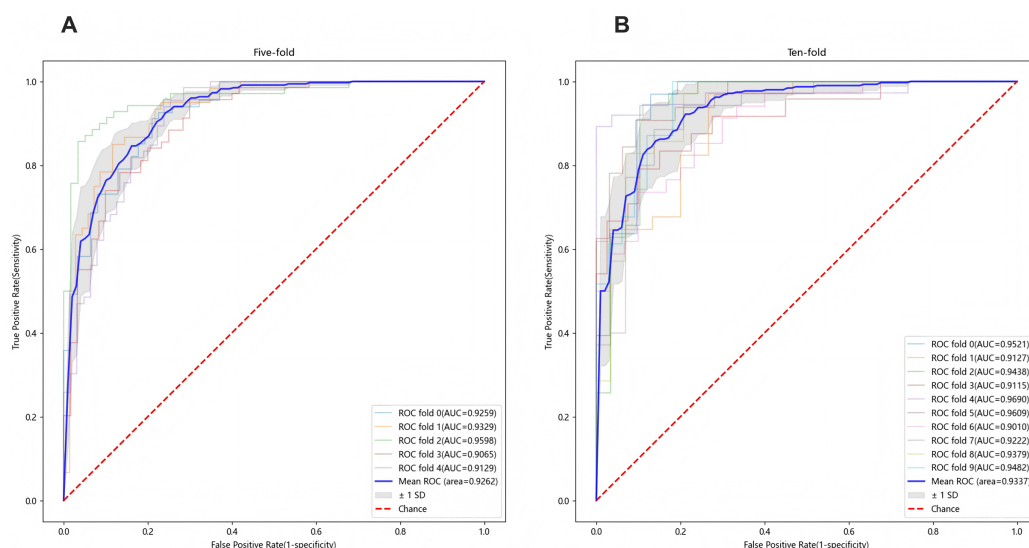 A
Five-fold
True Positive Rate(Sensitivity)
1.0
0.8
0.6
0.4
0.2
0.0
ROC fold 0(AUC=0.9259)
ROC fold 1(AUC=0.9329)
ROC fold 2(AUC=0.9598)
ROC fold 3(AUC=0.9065)
ROC fold 4(AUC=0.9129)
Mean ROC (area=0.9262)
± 1 SD
Chance
0.0 0.2 0.4 0.6 0.8 1.0
False Positive Rate(1-specificity)
B
Ten-fold
True Positive Rate(Sensitivity)
1.0
0.8
0.6
0.4
0.2
0.0
ROC fold 0(AUC=0.9521)
ROC fold 1(AUC=0.9127)
ROC fold 2(AUC=0.9438)
ROC fold 3(AUC=0.9115)
ROC fold 4(AUC=0.9690)
ROC fold 5(AUC=0.9609)
ROC fold 6(AUC=0.9010)
ROC fold 7(AUC=0.9222)
ROC fold 8(AUC=0.9379)
ROC fold 9(AUC=0.9482)
Mean ROC (area=0.9337)
± 1 SD
Chance
0.0 0.2 0.4 0.6 0.8 1.0
False Positive Rate(1-specificity)